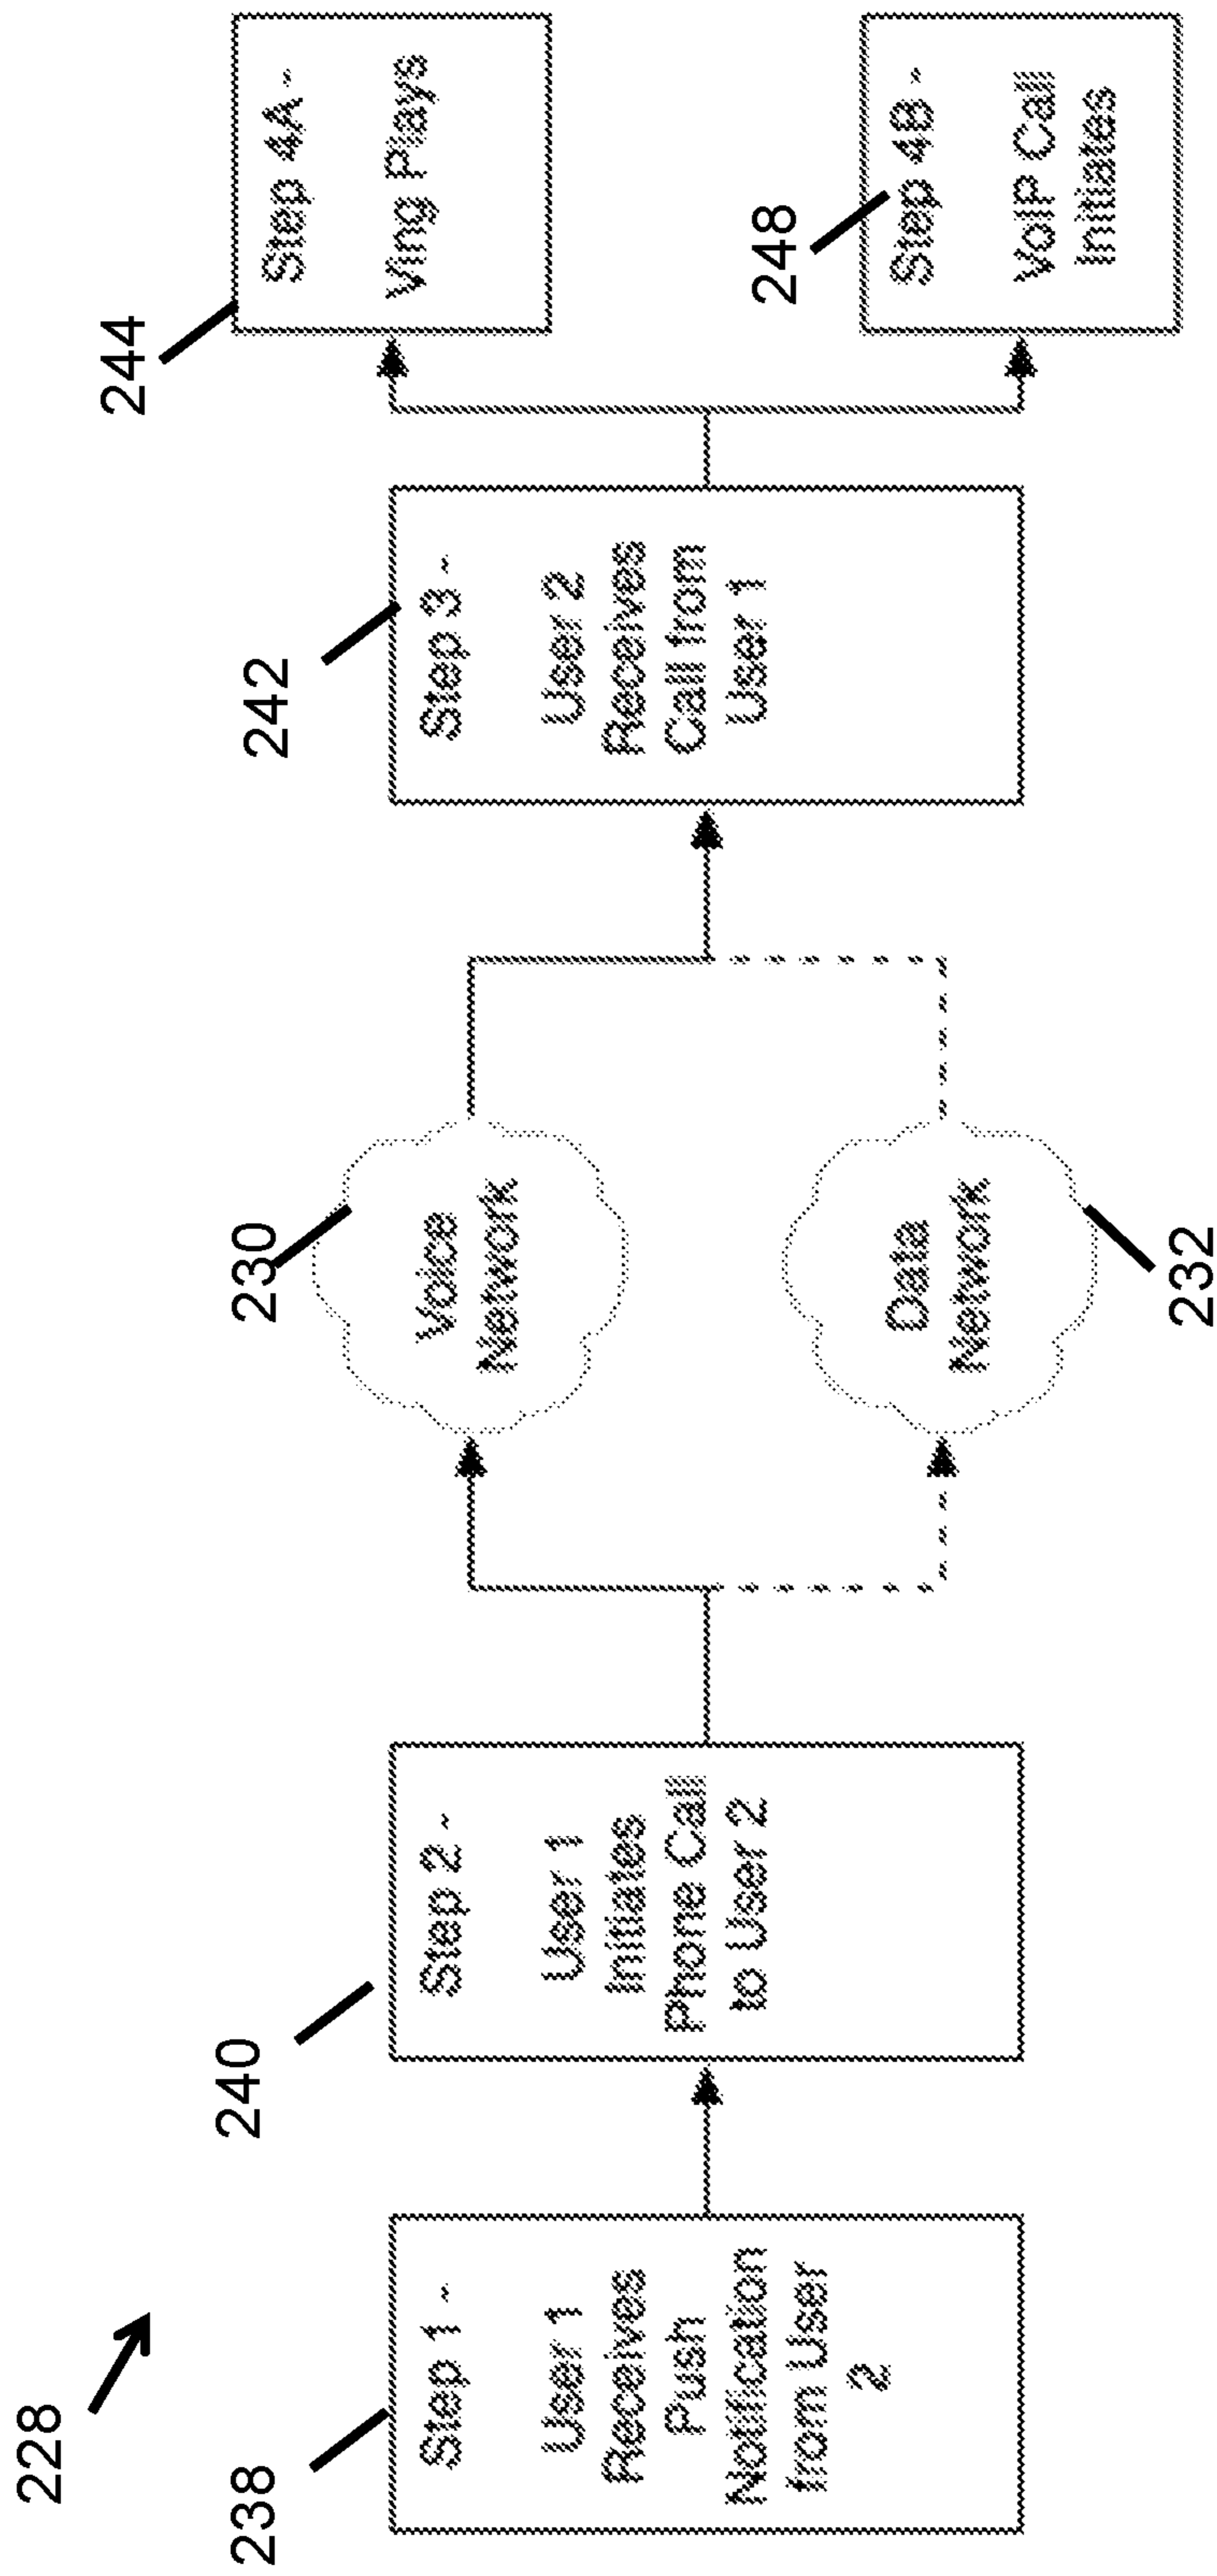 228
238
Step 1 -
User 1
Receives
Push
Notification
from User
2
240
Step 2 -
User 1
Initiates
Phone Call
to User 2
230
Voice
Network
Data
Network
232
242
Step 3 -
User 2
Receives
Call from
User 1
244
Step 4A -
Ving Plays
248
Step 4B -
VoIP Call
Initiates